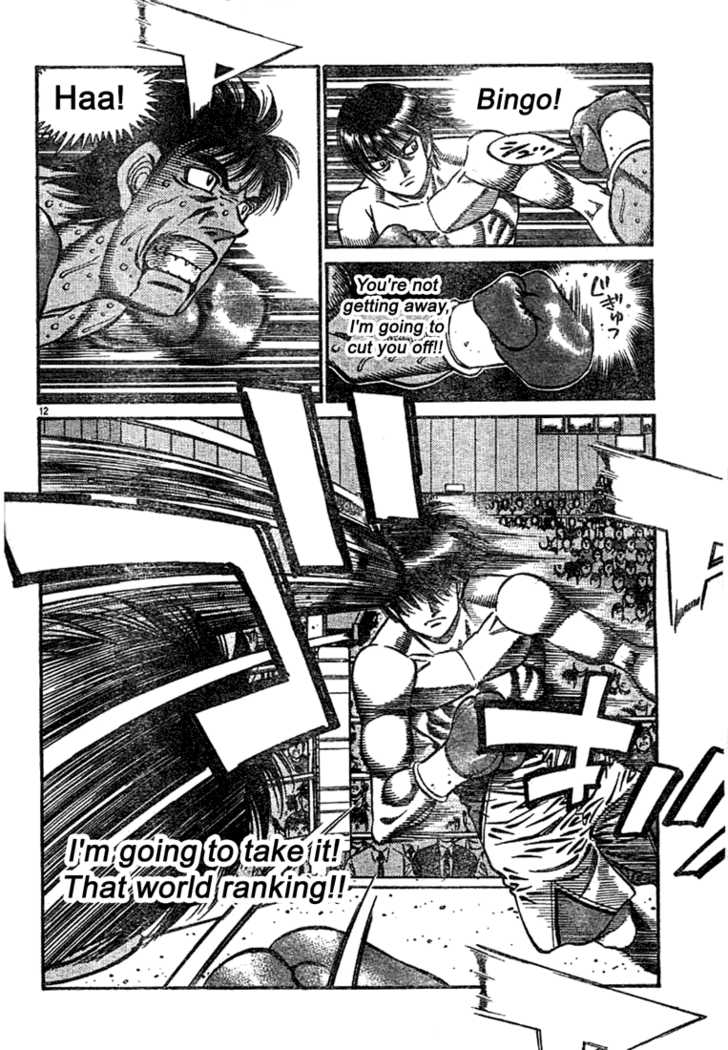 Bingo!
You're not
getting away,
I'm going to
cut you off!!
Haa!
12
I'm going to take it!
That world ranking!!